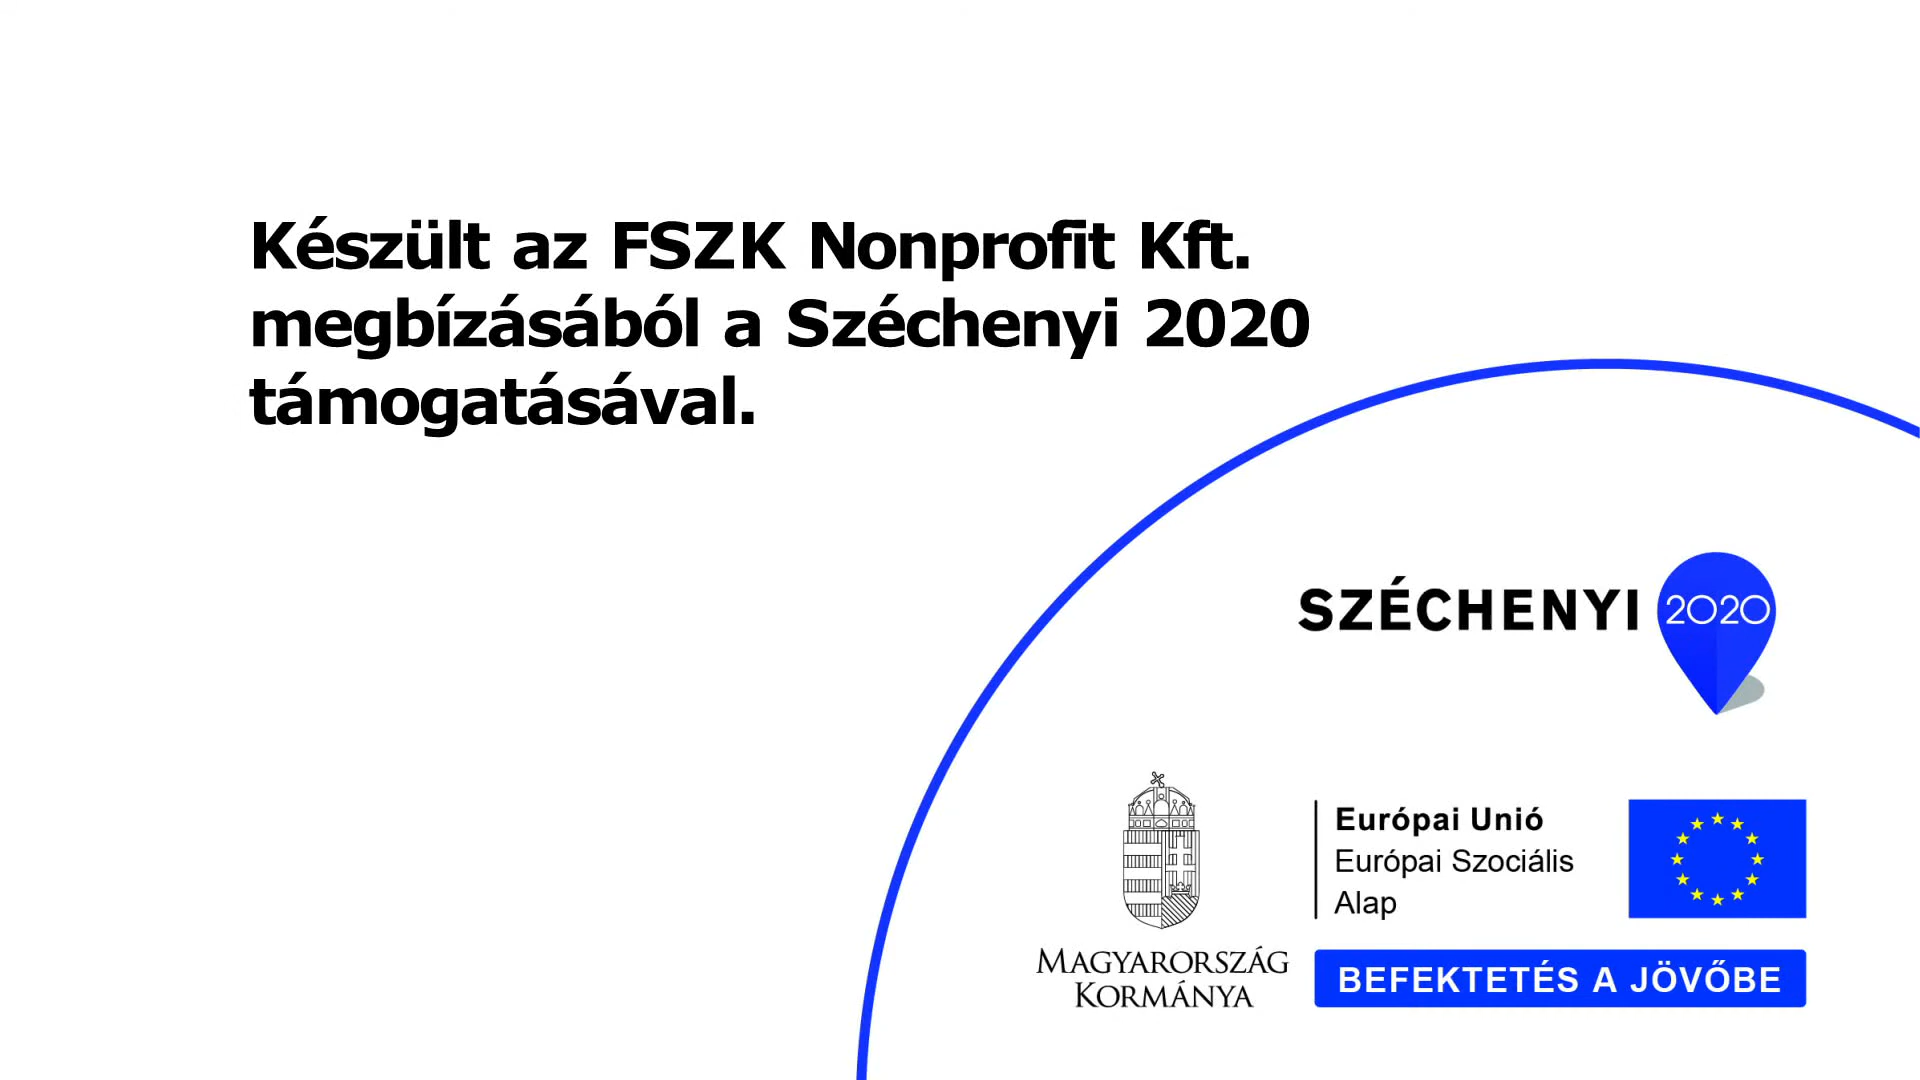 Készült az FSZK Nonprofit Kft.
megbízásából a Széchenyi 2020
támogatásával.
SZÉCHENYI 2020
MAGYARORSZÁG
KORMÁNYA
Európai Unió
Európai Szociális
Alap
BEFEKTETÉS A JÖVŐBE